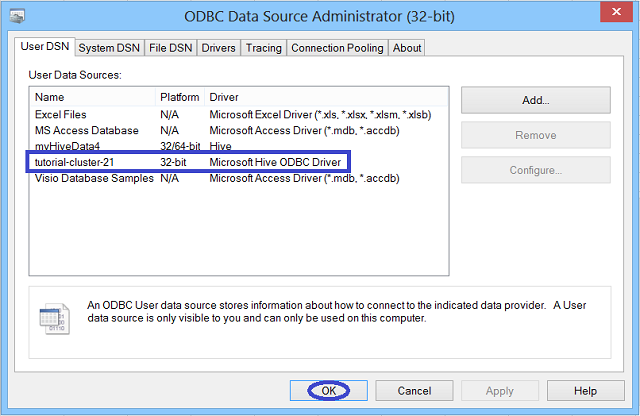 ODBC Data Source Administrator (32-bit)
User DSN System DSN File DSN Drivers Tracing Connection Pooling About
User Data Sources:
Name Platform Driver
Excel Files N/A Microsoft Excel Driver (*.xls, *.xlsx, *.xlsm, *.xlsb)
MS Access Database N/A Microsoft Access Driver (*.mdb, *.accdb)
myHiveData4 32/64-bit Hive
tutorial-cluster-21 32-bit Microsoft Hive ODBC Driver
Visio Database Samples N/A Microsoft Access Driver (*.mdb, *.accdb)
Add...
Remove
Configure...
An ODBC User data source stores information about how to connect to the indicated data provider. A User
data source is only visible to you and can only be used on this computer.
OK Cancel Apply Help